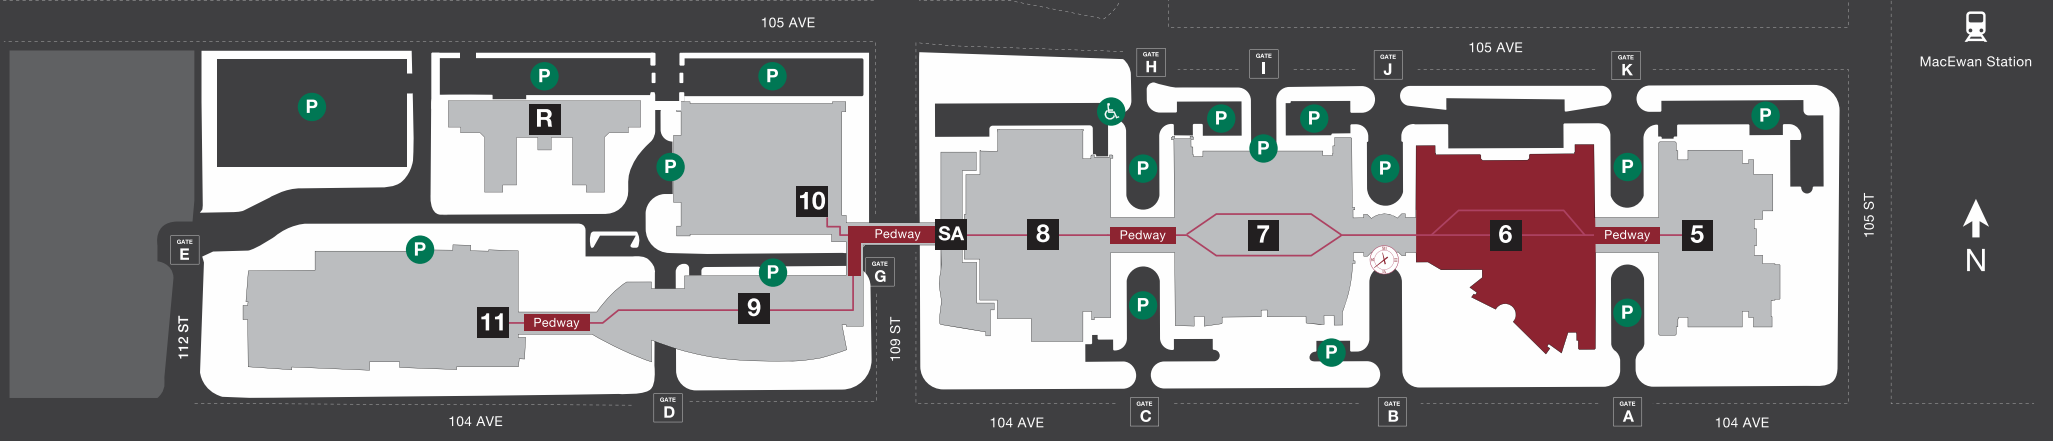 105 AVE
105 AVE
MacEwan Station
GATE
H
GATE
I
GATE
J
GATE
K
P
P
P
R
P
P
P
P
P
P
P
P
P
10
Pedway
SA
8
Pedway
7
6
Pedway
5
105 ST
N
GATE
E
P
P
GATE
G
9
11
Pedway
P
P
112 ST
109 ST
P
GATE
D
GATE
C
GATE
B
GATE
A
104 AVE
104 AVE
104 AVE